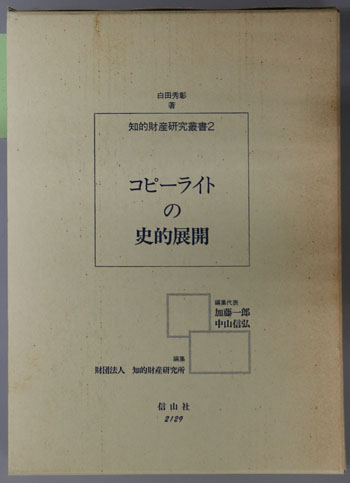 白田秀彰
著
知的財産研究叢書2
コピーライト
の
史的展開
編集代表
加藤一郎
中山信弘
編集
財団法人 知的財産研究所
信山社
2129